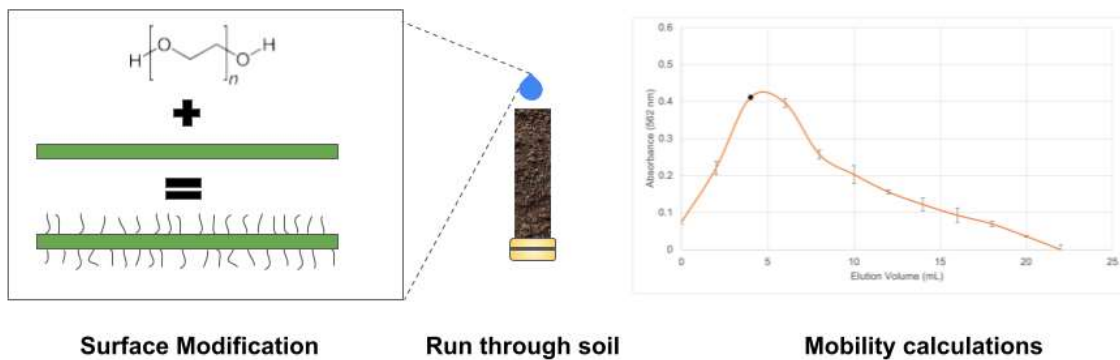 H
O
O
H
n
Surface Modification
Run through soil
0.6
0.5
0.4
0.3
0.2
0.1
0
Absorbance (562 nm)
0 5 10 15 20 25
Elution Volume (mL)
Mobility calculations